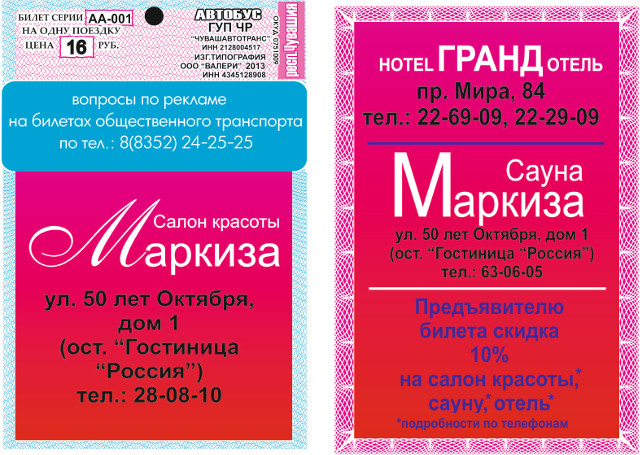 БИЛЕТ СЕРИИ АА-001
НА ОДНУ ПОЕЗДКУ
ЦЕНА 16 РУБ.
АВТОБУС
ГУП ЧР
"ЧУВАШАВТОТРАНС"
ИНН 2128004517
ИЗГ.ТИПОГРАФИЯ
ООО "ВАЛЕРИ" 2013
ИНН 4345128908
ОКУД 0751009
респ.Чувашия
вопросы по рекламе
на билетах общественного транспорта
по тел.: 8(8352) 24-25-25
Салон красоты
Маркиза
ул. 50 лет Октября,
дом 1
(ост. “Гостиница
“Россия”)
тел.: 28-08-10
HOTEL ГРАНД ОТЕЛЬ
пр. Мира, 84
тел.: 22-69-09, 22-29-09
Сауна
Маркиза
ул. 50 лет Октября, дом 1
(ост. “Гостиница “Россия”)
тел.: 63-06-05
Предъявителю
билета скидка
10%
на салон красоты,*
сауну,* отель*
*подробности по телефонам